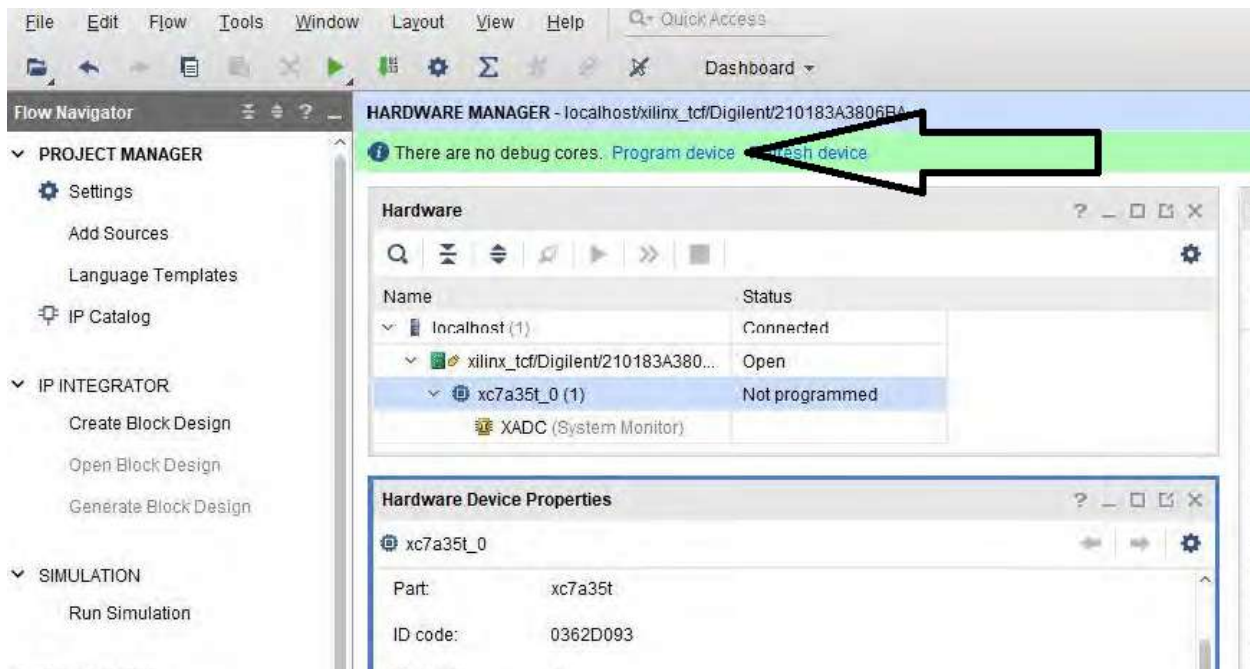 File Edit Flow Tools Window Layout View Help Quick Access
Dashboard
Flow Navigator ? _
HARDWARE MANAGER - localhost/xilinx_tcf/Digilent/210183A3806BA
There are no debug cores. Program device Refresh device
PROJECT MANAGER
Settings
Add Sources
Language Templates
IP Catalog
IP INTEGRATOR
Create Block Design
Open Block Design
Generate Block Design
SIMULATION
Run Simulation
Hardware
Name Status
localhost (1) Connected
xilinx_tcf/Digilent/210183A380... Open
xc7a35t_0 (1) Not programmed
XADC (System Monitor)
Hardware Device Properties
xc7a35t_0
Part: xc7a35t
ID code: 0362D093